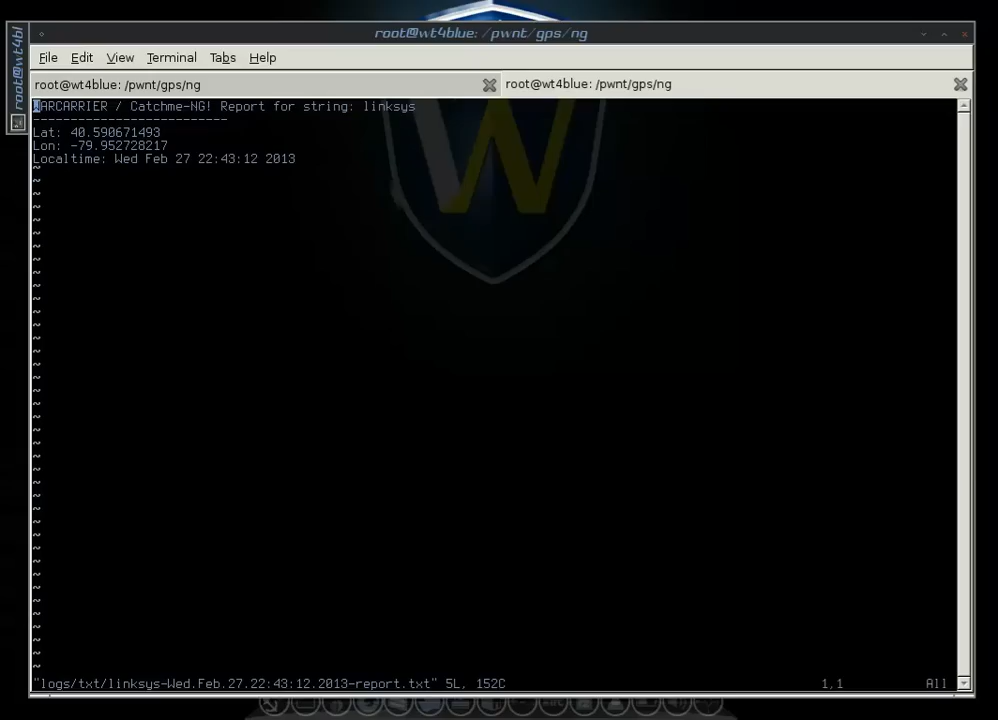 root@wt4bl
root@wt4blue: /pwnt/gps/ng
File Edit View Terminal Tabs Help
root@wt4blue: /pwnt/gps/ng root@wt4blue: /pwnt/gps/ng
WARCARRIER / Catchme-NG! Report for string: linksys
--------------------------
Lat: 40.590671493
Lon: -79.952728217
Localtime: Wed Feb 27 22:43:12 2013
W
"logs/txt/linksys-Wed.Feb.27.22:43:12.2013-report.txt" 5L, 152C 1,1 All